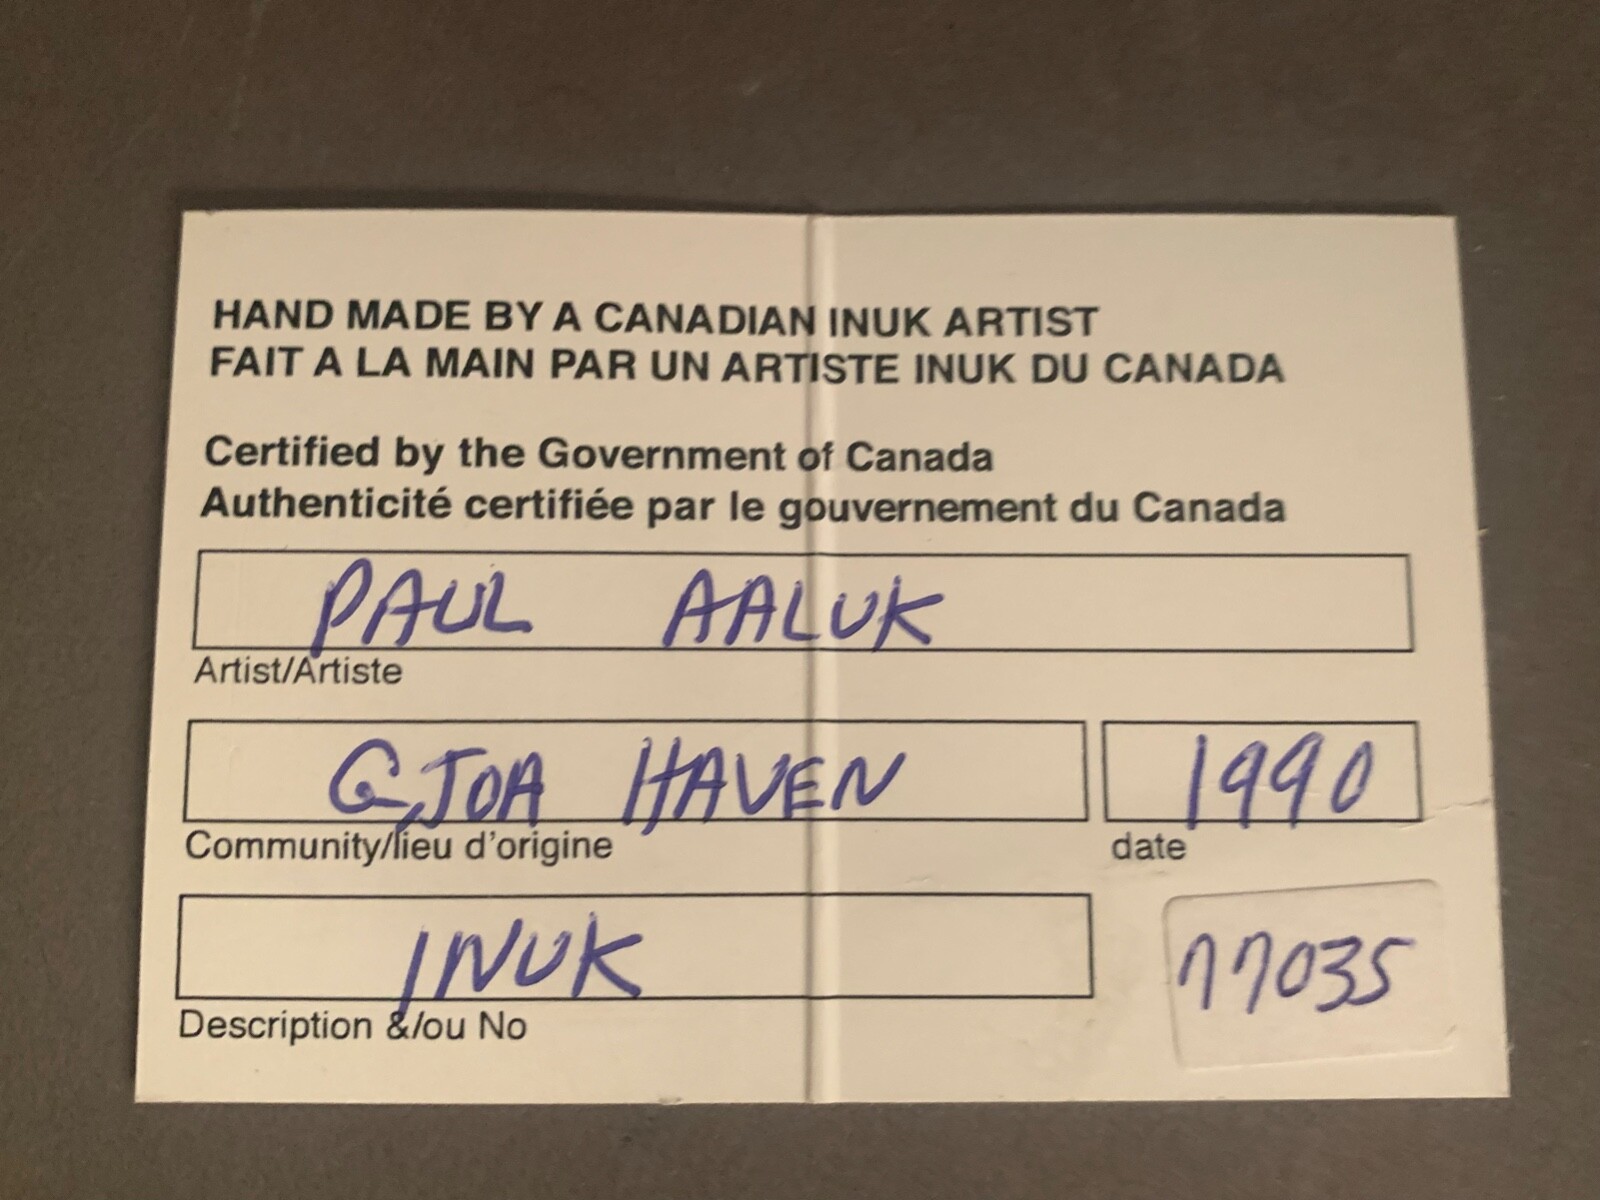 HAND MADE BY A CANADIAN INUK ARTIST
FAIT A LA MAIN PAR UN ARTISTE INUK DU CANADA
Certified by the Government of Canada
Authenticité certifiée par le gouvernement du Canada
PAUL AALUK
Artist/Artiste
GJOA HAVEN 1990
Community/lieu d'origine date
INUK 77035
Description &/ou No